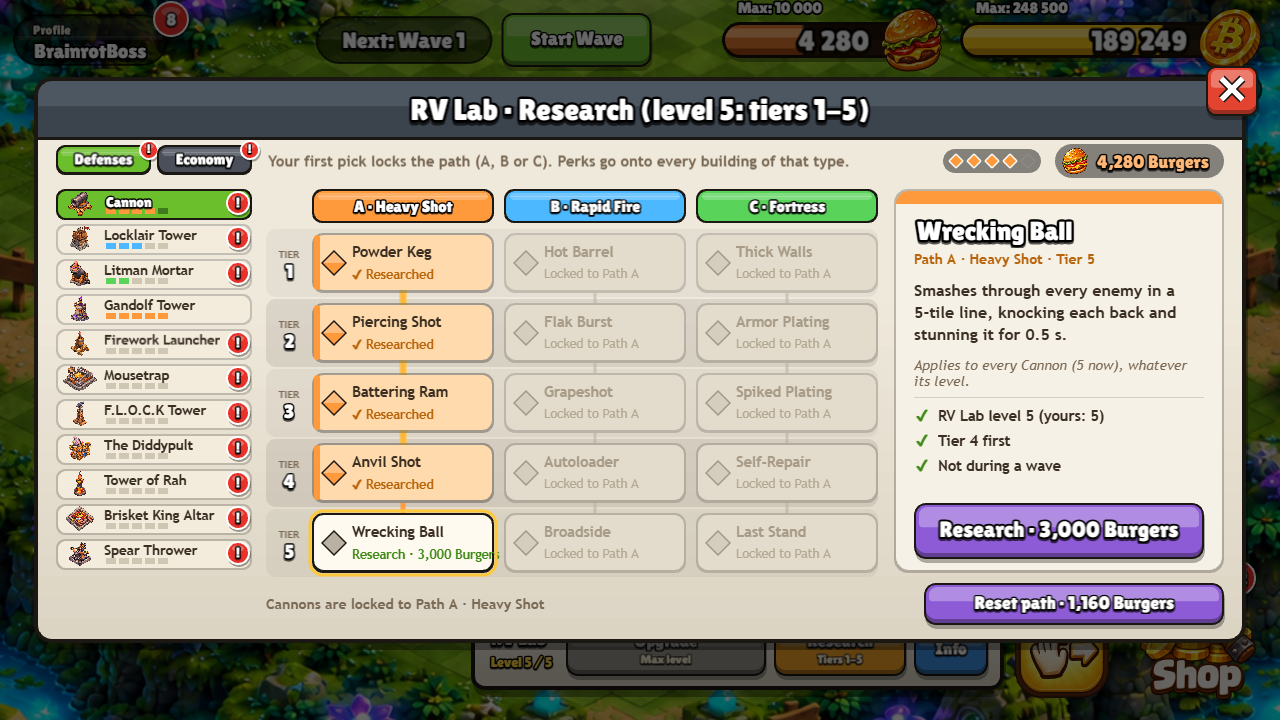 Profile
BrainrotBoss
8
Next: Wave 1
Start Wave
Max: 10 000
4 280
Max: 248 500
189 249
RV Lab · Research (level 5: tiers 1–5)
Defenses
!
Economy
!
Your first pick locks the path (A, B or C). Perks go onto every building of that type.
4,280 Burgers
Cannon
!
Locklair Tower
!
Litman Mortar
!
Gandolf Tower
Firework Launcher
!
Mousetrap
!
F.L.O.C.K Tower
!
The Diddypult
!
Tower of Rah
!
Brisket King Altar
!
Spear Thrower
!
A · Heavy Shot
B · Rapid Fire
C · Fortress
TIER
1
Powder Keg
✓ Researched
Hot Barrel
Locked to Path A
Thick Walls
Locked to Path A
TIER
2
Piercing Shot
✓ Researched
Flak Burst
Locked to Path A
Armor Plating
Locked to Path A
TIER
3
Battering Ram
✓ Researched
Grapeshot
Locked to Path A
Spiked Plating
Locked to Path A
TIER
4
Anvil Shot
✓ Researched
Autoloader
Locked to Path A
Self-Repair
Locked to Path A
TIER
5
Wrecking Ball
Research · 3,000 Burgers
Broadside
Locked to Path A
Last Stand
Locked to Path A
Cannons are locked to Path A · Heavy Shot
Wrecking Ball
Path A · Heavy Shot · Tier 5
Smashes through every enemy in a
5-tile line, knocking each back and
stunning it for 0.5 s.
Applies to every Cannon (5 now), whatever
its level.
✓ RV Lab level 5 (yours: 5)
✓ Tier 4 first
✓ Not during a wave
Research · 3,000 Burgers
Reset path · 1,160 Burgers
Level 5/5
Upgrade
Max level
Research
Tiers 1–5
Info
Shop